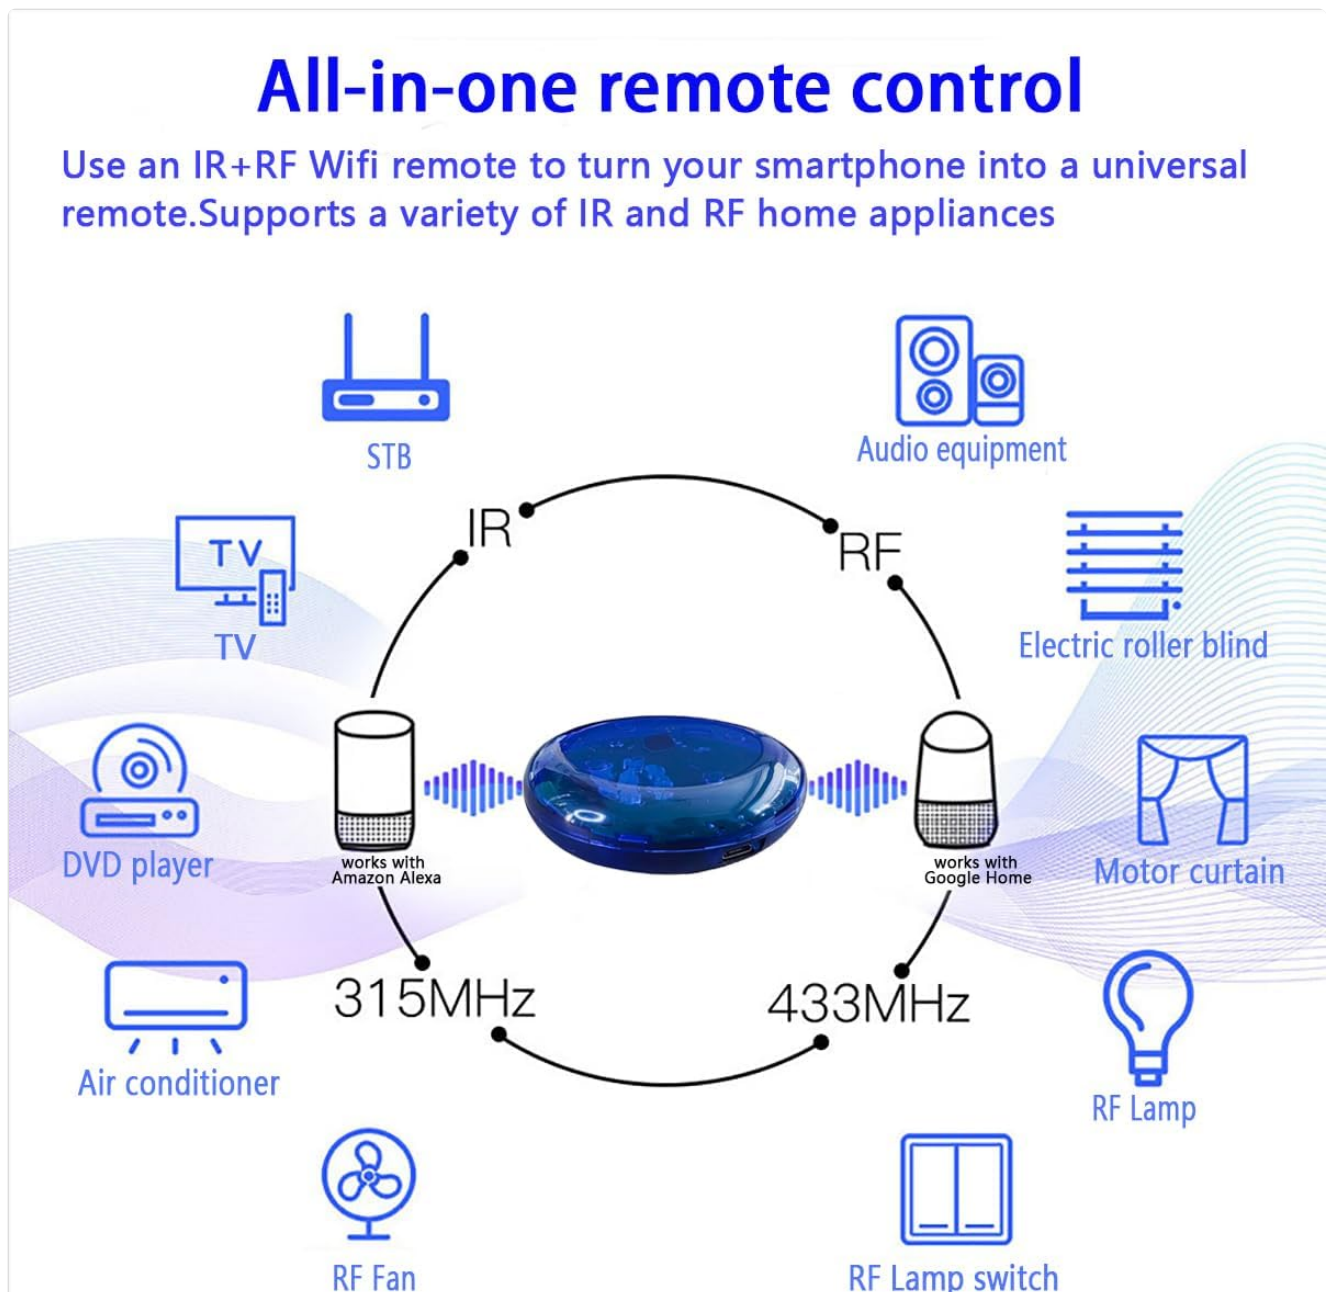 All-in-one remote control
Use an IR+RF Wifi remote to turn your smartphone into a universal
remote.Supports a variety of IR and RF home appliances
STB
Audio equipment
IR
RF
TV
TV
Electric roller blind
works with
Amazon Alexa
works with
Google Home
DVD player
Motor curtain
315MHz
433MHz
Air conditioner
RF Lamp
RF Fan
RF Lamp switch